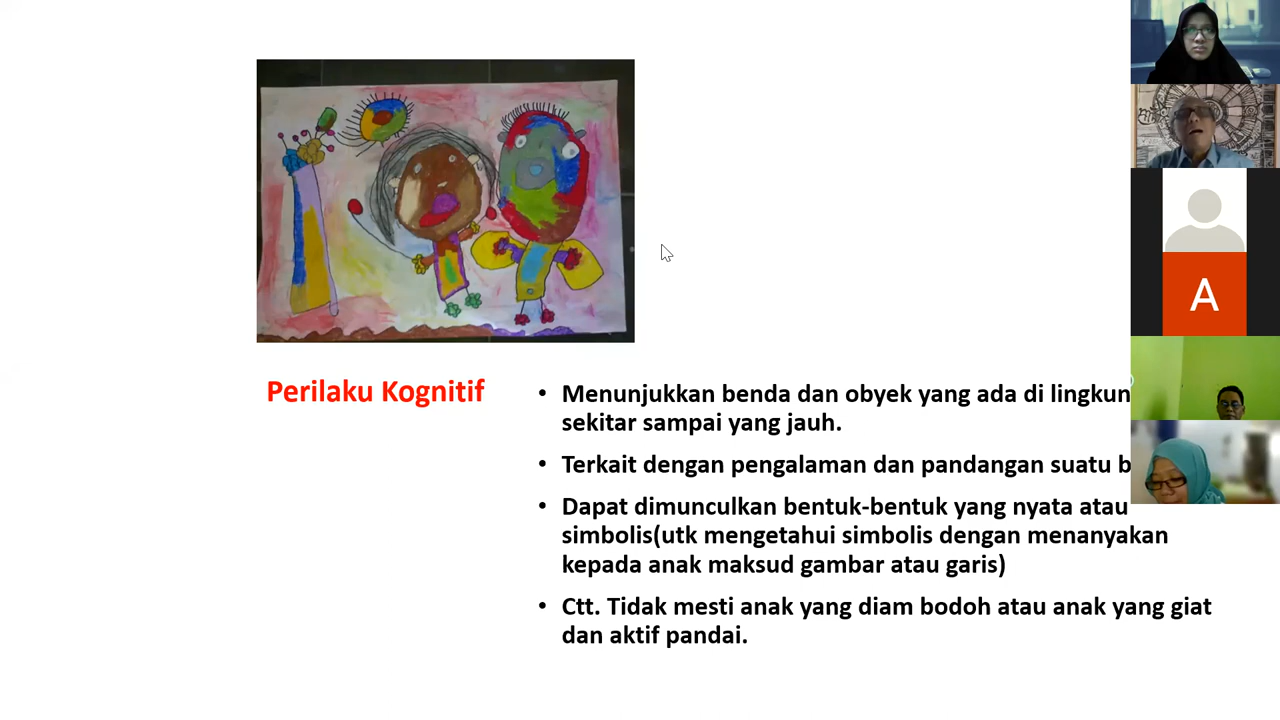 A
Perilaku Kognitif
• Menunjukkan benda dan obyek yang ada di
sekitar sampai yang jauh.
• Terkait dengan pengalaman dan pandangan suatu
• Dapat dimunculkan bentuk-bentuk yang nyata atau
simbolis(utk mengetahui simbolis dengan menanyakan
kepada anak maksud gambar atau garis)
• Ctt. Tidak mesti anak yang diam bodoh atau anak yang giat
dan aktif pandai.